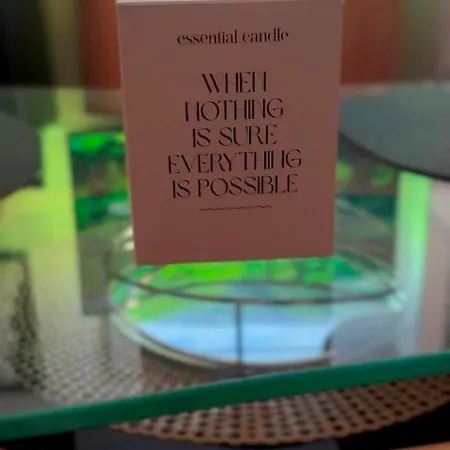 essential candle
WHEN
NOTHING
IS SURE
EVERYTHING
IS POSSIBLE